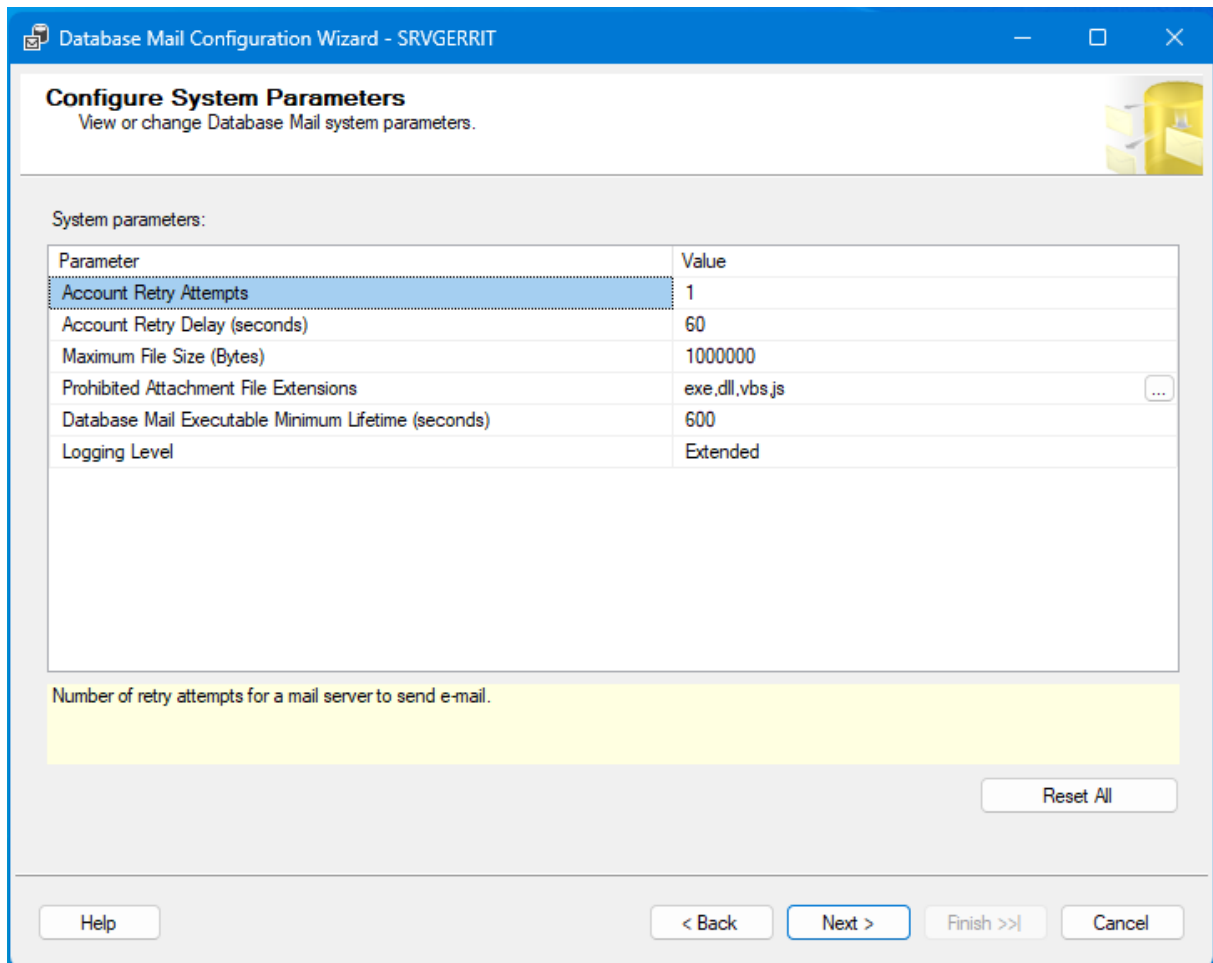 Database Mail Configuration Wizard - SRVGERRIT
Configure System Parameters
View or change Database Mail system parameters.
System parameters:
Parameter Value
Account Retry Attempts 1
Account Retry Delay (seconds) 60
Maximum File Size (Bytes) 1000000
Prohibited Attachment File Extensions exe,dll,vbs,js ...
Database Mail Executable Minimum Lifetime (seconds) 600
Logging Level Extended
Number of retry attempts for a mail server to send e-mail.
Reset All
Help < Back Next > Finish >>| Cancel